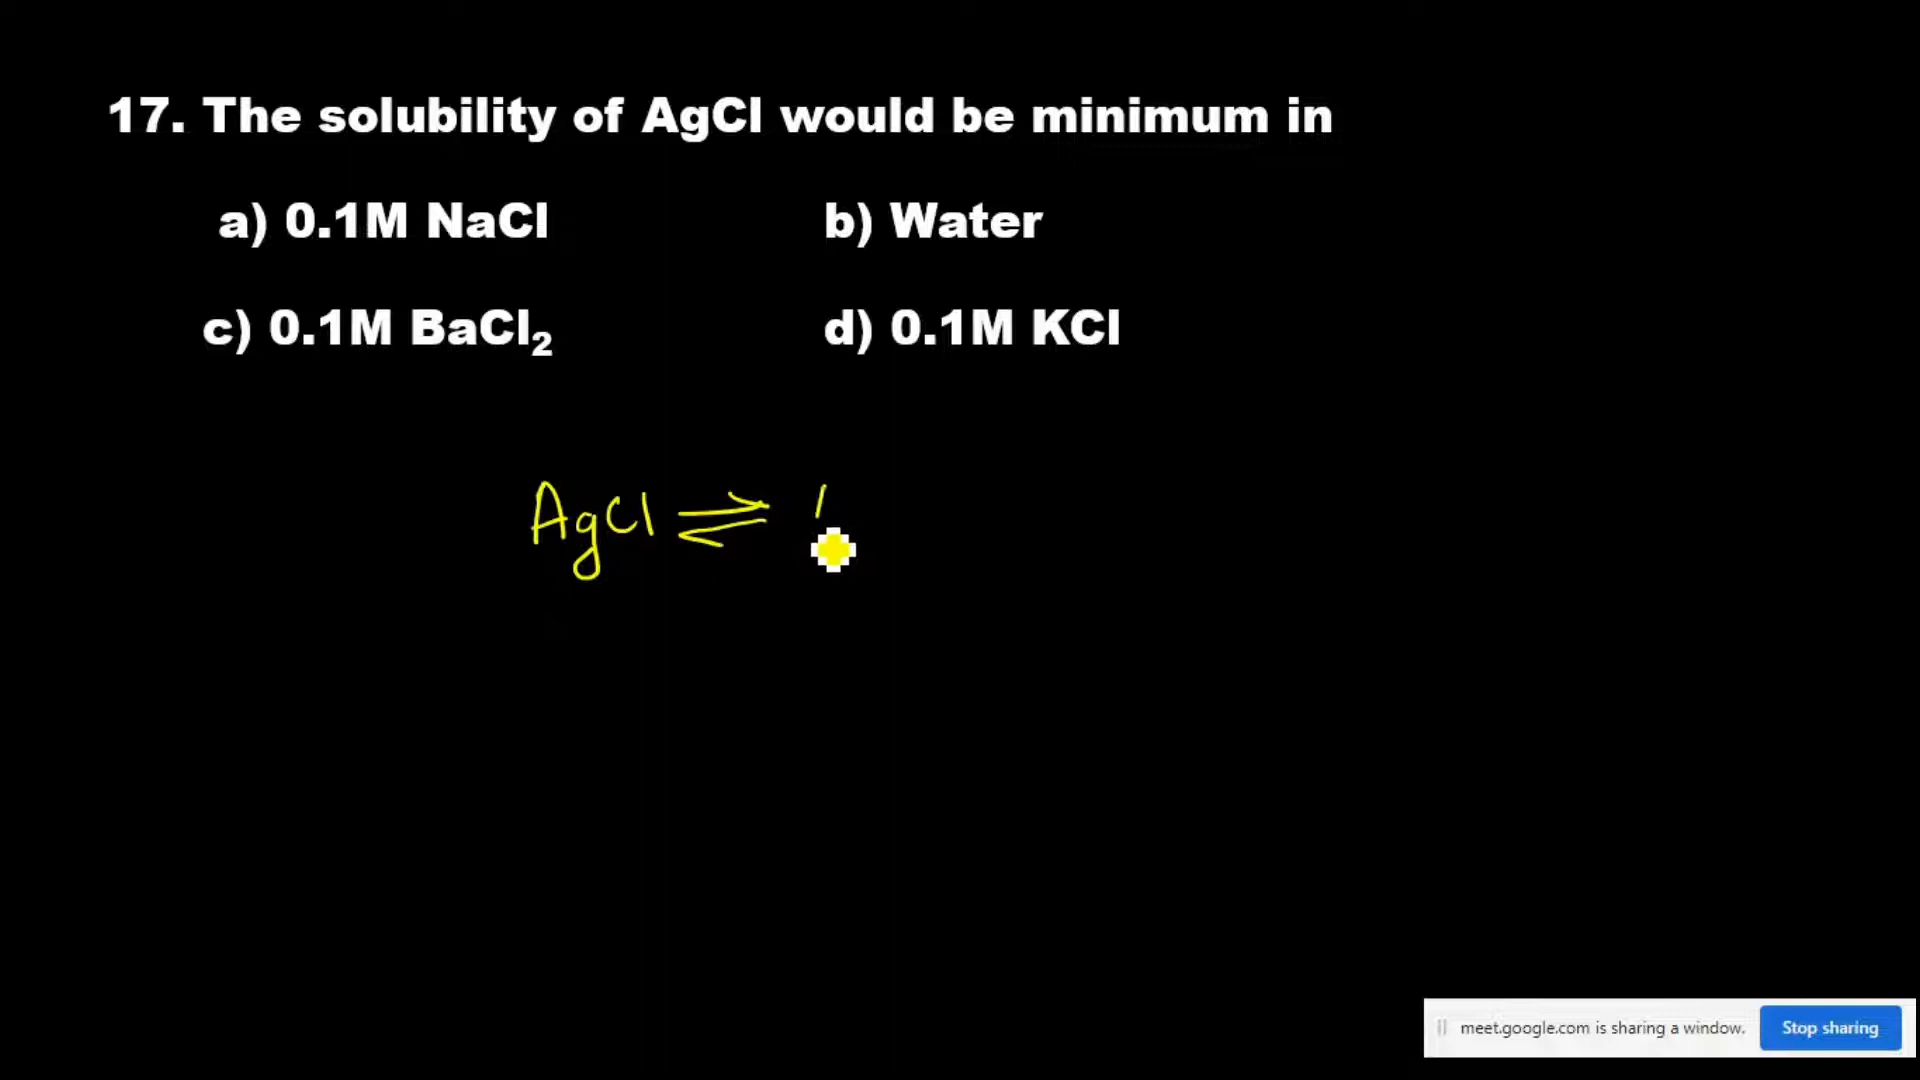 17. The solubility of AgCl would be minimum in
a) 0.1M NaCl b) Water
c) 0.1M BaCl₂ d) 0.1M KCl
AgCl ⇌
meet.google.com is sharing a window. Stop sharing